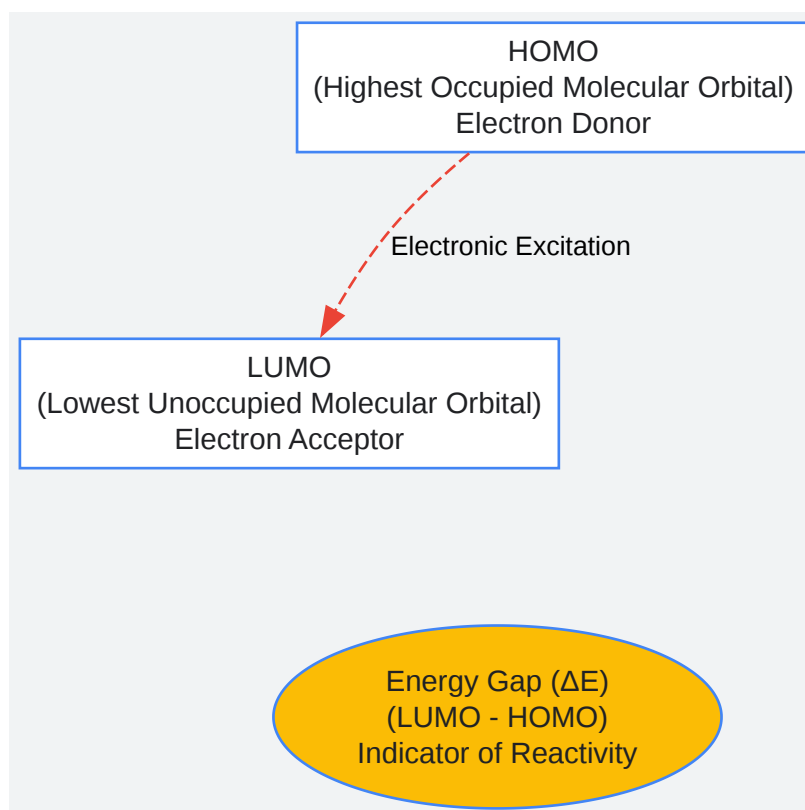 HOMO
(Highest Occupied Molecular Orbital)
Electron Donor
Electronic Excitation
LUMO
(Lowest Unoccupied Molecular Orbital)
Electron Acceptor
Energy Gap (ΔE)
(LUMO - HOMO)
Indicator of Reactivity